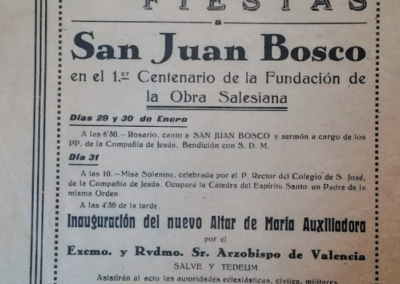 FIESTAS
a
San Juan Bosco
en el 1.er Centenario de la Fundación de
la Obra Salesiana
Días 29 y 30 de Enero
A las 6'30.—Rosario, canto a SAN JUAN BOSCO y sermón a cargo de los
PP. de la Compañía de Jesús. Bendición con S. D. M.
Día 31
A las 10.—Misa Solemne, celebrada por el P. Rector del Colegio de S. José,
de la Compañía de Jesús. Ocupará la Cátedra del Espíritu Santo un Padre de la
misma Orden.
A las 4'30 de la tarde.
Inauguración del nuevo Altar de María Auxiliadora
por el
Excmo. y Rvdmo. Sr. Arzobispo de Valencia
SALVE Y TEDEUM
Asistirán al acto las autoridades eclesiásticas, civiles, militares